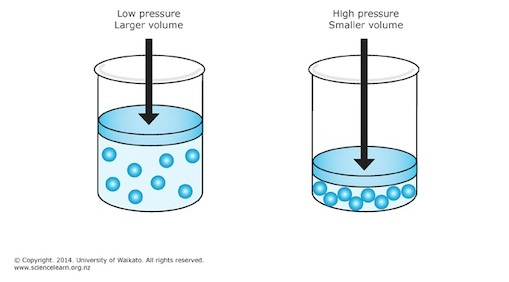 Low pressure
Larger volume
High pressure
Smaller volume
© Copyright. 2014. University of Waikato. All rights reserved.
www.sciencelearn.org.nz